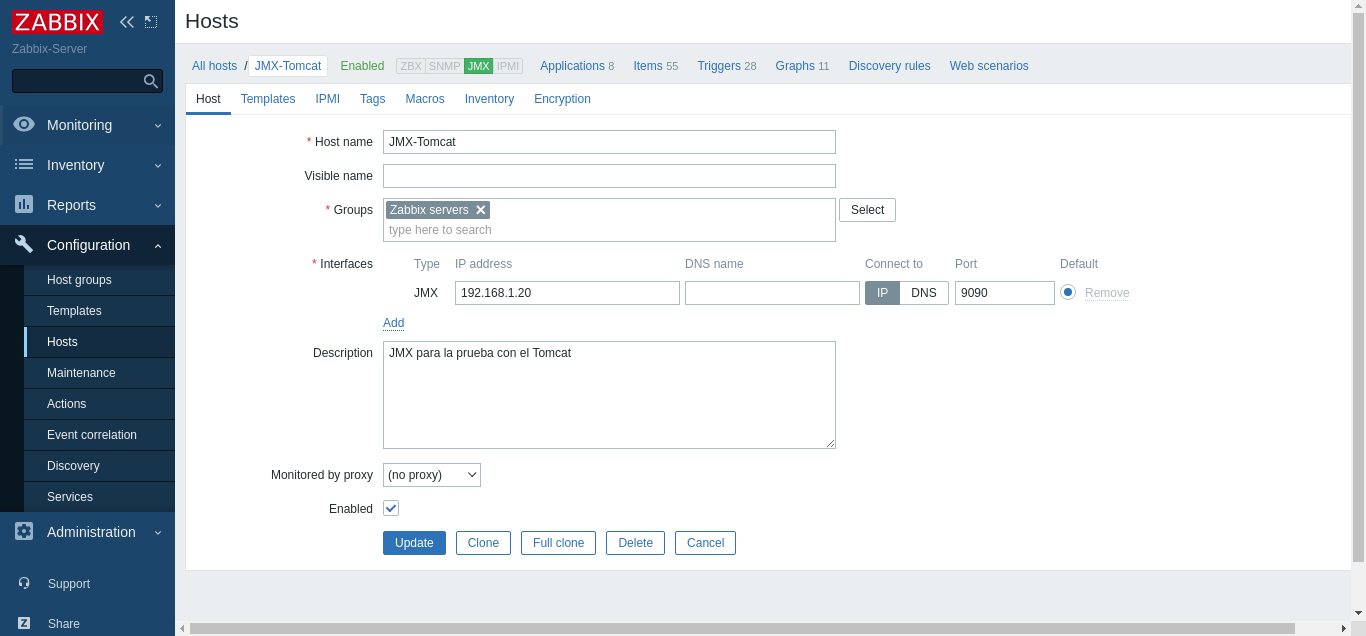 ZABBIX
Zabbix-Server
Monitoring
Inventory
Reports
Configuration
Host groups
Templates
Hosts
Maintenance
Actions
Event correlation
Discovery
Services
Administration
Support
Z Share
Hosts
All hosts / JMX-Tomcat Enabled ZBX SNMP JMX IPMI Applications 8 Items 55 Triggers 28 Graphs 11 Discovery rules Web scenarios
Host Templates IPMI Tags Macros Inventory Encryption
* Host name JMX-Tomcat
Visible name
* Groups Zabbix servers Select
type here to search
* Interfaces Type IP address DNS name Connect to Port Default
JMX 192.168.1.20 IP DNS 9090 Remove
Add
Description JMX para la prueba con el Tomcat
Monitored by proxy (no proxy)
Enabled
Update Clone Full clone Delete Cancel